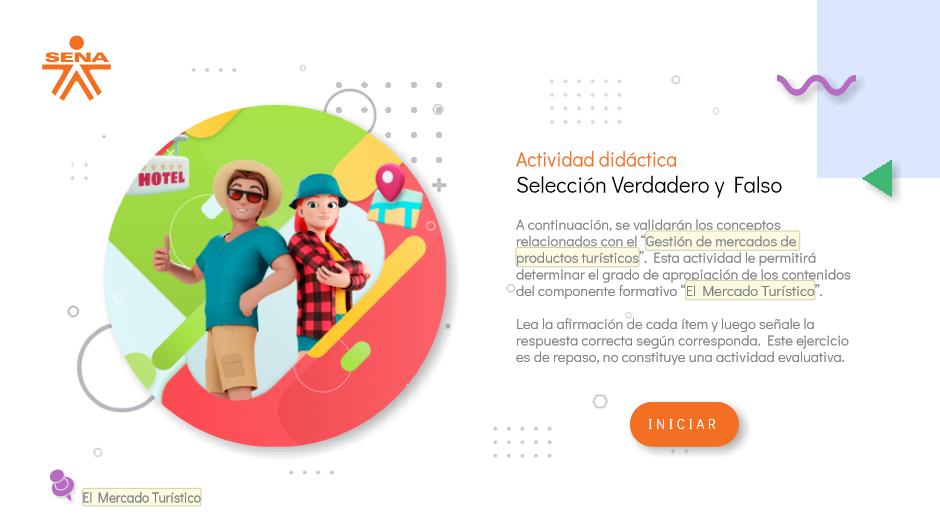 SENA
HOTEL
Actividad didáctica
Selección Verdadero y Falso
A continuación, se validarán los conceptos
relacionados con el “Gestión de mercados de
productos turísticos”. Esta actividad le permitirá
determinar el grado de apropiación de los contenidos
del componente formativo “El Mercado Turístico”.
Lea la afirmación de cada ítem y luego señale la
respuesta correcta según corresponda. Este ejercicio
es de repaso, no constituye una actividad evaluativa.
INICIAR
El Mercado Turístico